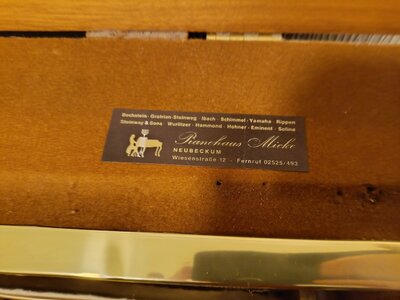 Bechstein · Grotrian-Steinweg · Ibach · Schimmel · Yamaha · Rippen
Steinway & Sons · Wurlitzer · Hammond · Hohner · Eminent · Solina
Pianohaus Micke
NEUBECKUM
Wiesenstraße 12 · Fernruf 02525/493